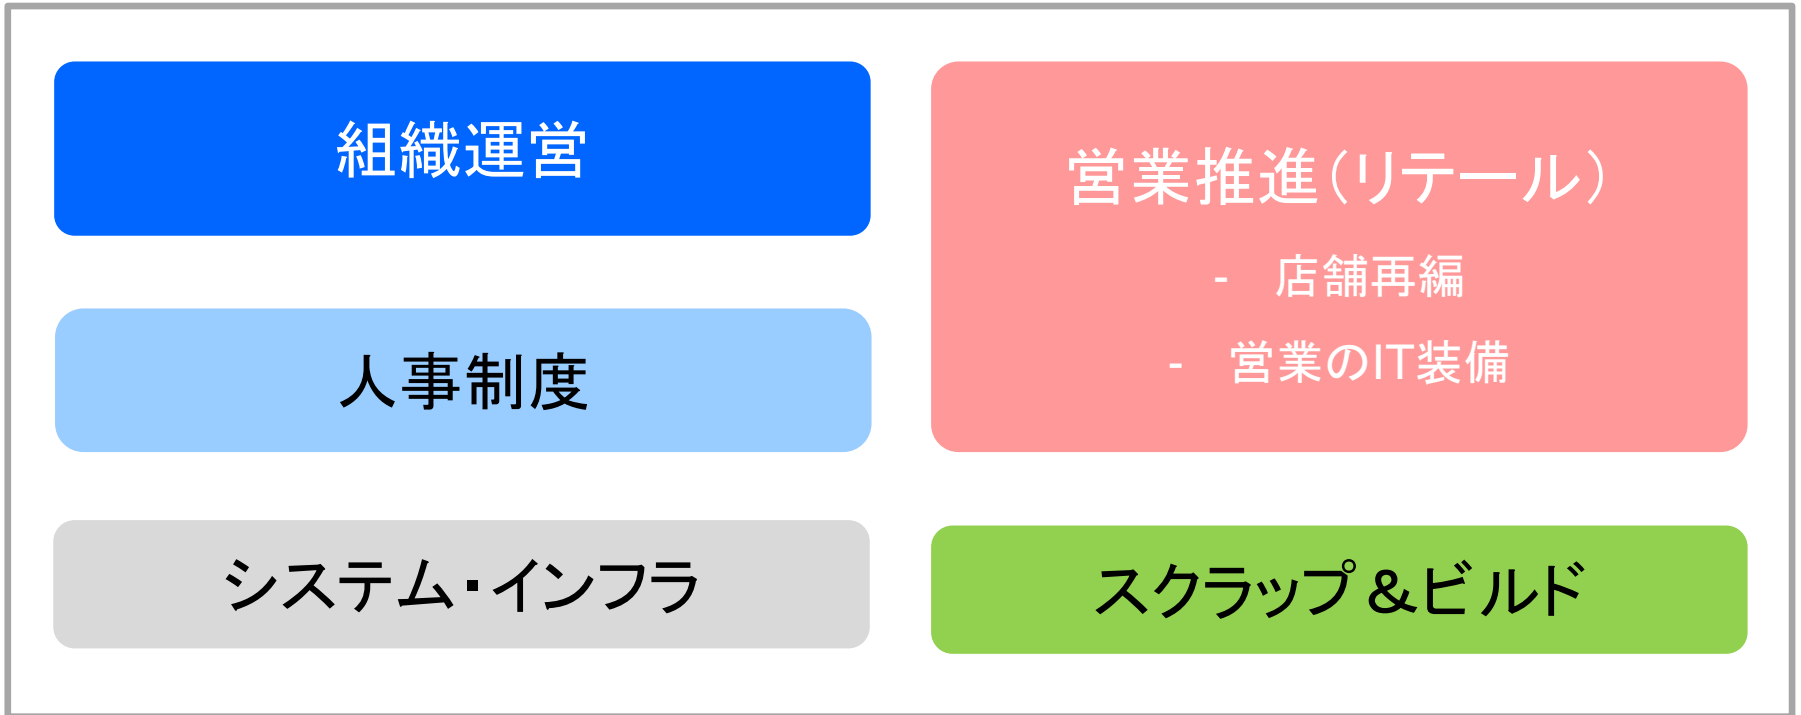 組織運営
人事制度
システム・インフラ
営業推進（リテール）
- 店舗再編
- 営業のIT装備
スクラップ＆ビルド